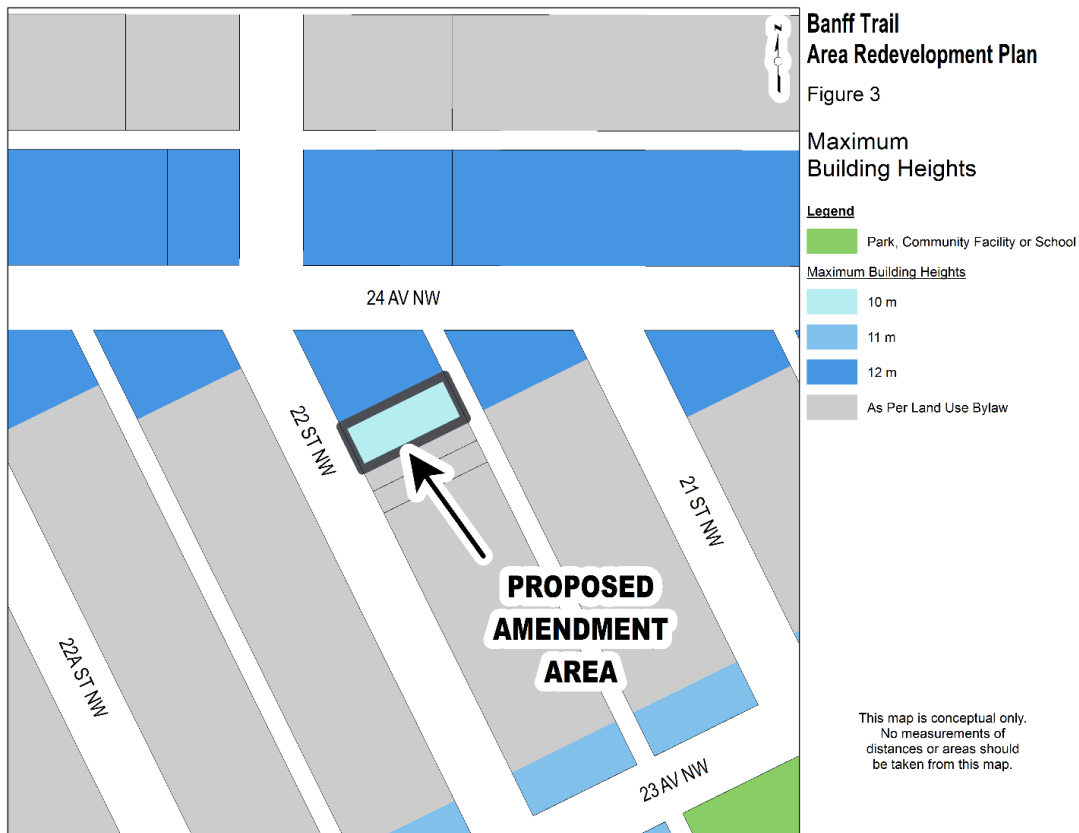 Banff Trail
Area Redevelopment Plan
Figure 3
Maximum
Building Heights
Legend
Park, Community Facility or School
Maximum Building Heights
10 m
11 m
12 m
As Per Land Use Bylaw
N
24 AV NW
22 ST NW
21 ST NW
PROPOSED
AMENDMENT
AREA
22A ST NW
23 AV NW
This map is conceptual only.
No measurements of
distances or areas should
be taken from this map.